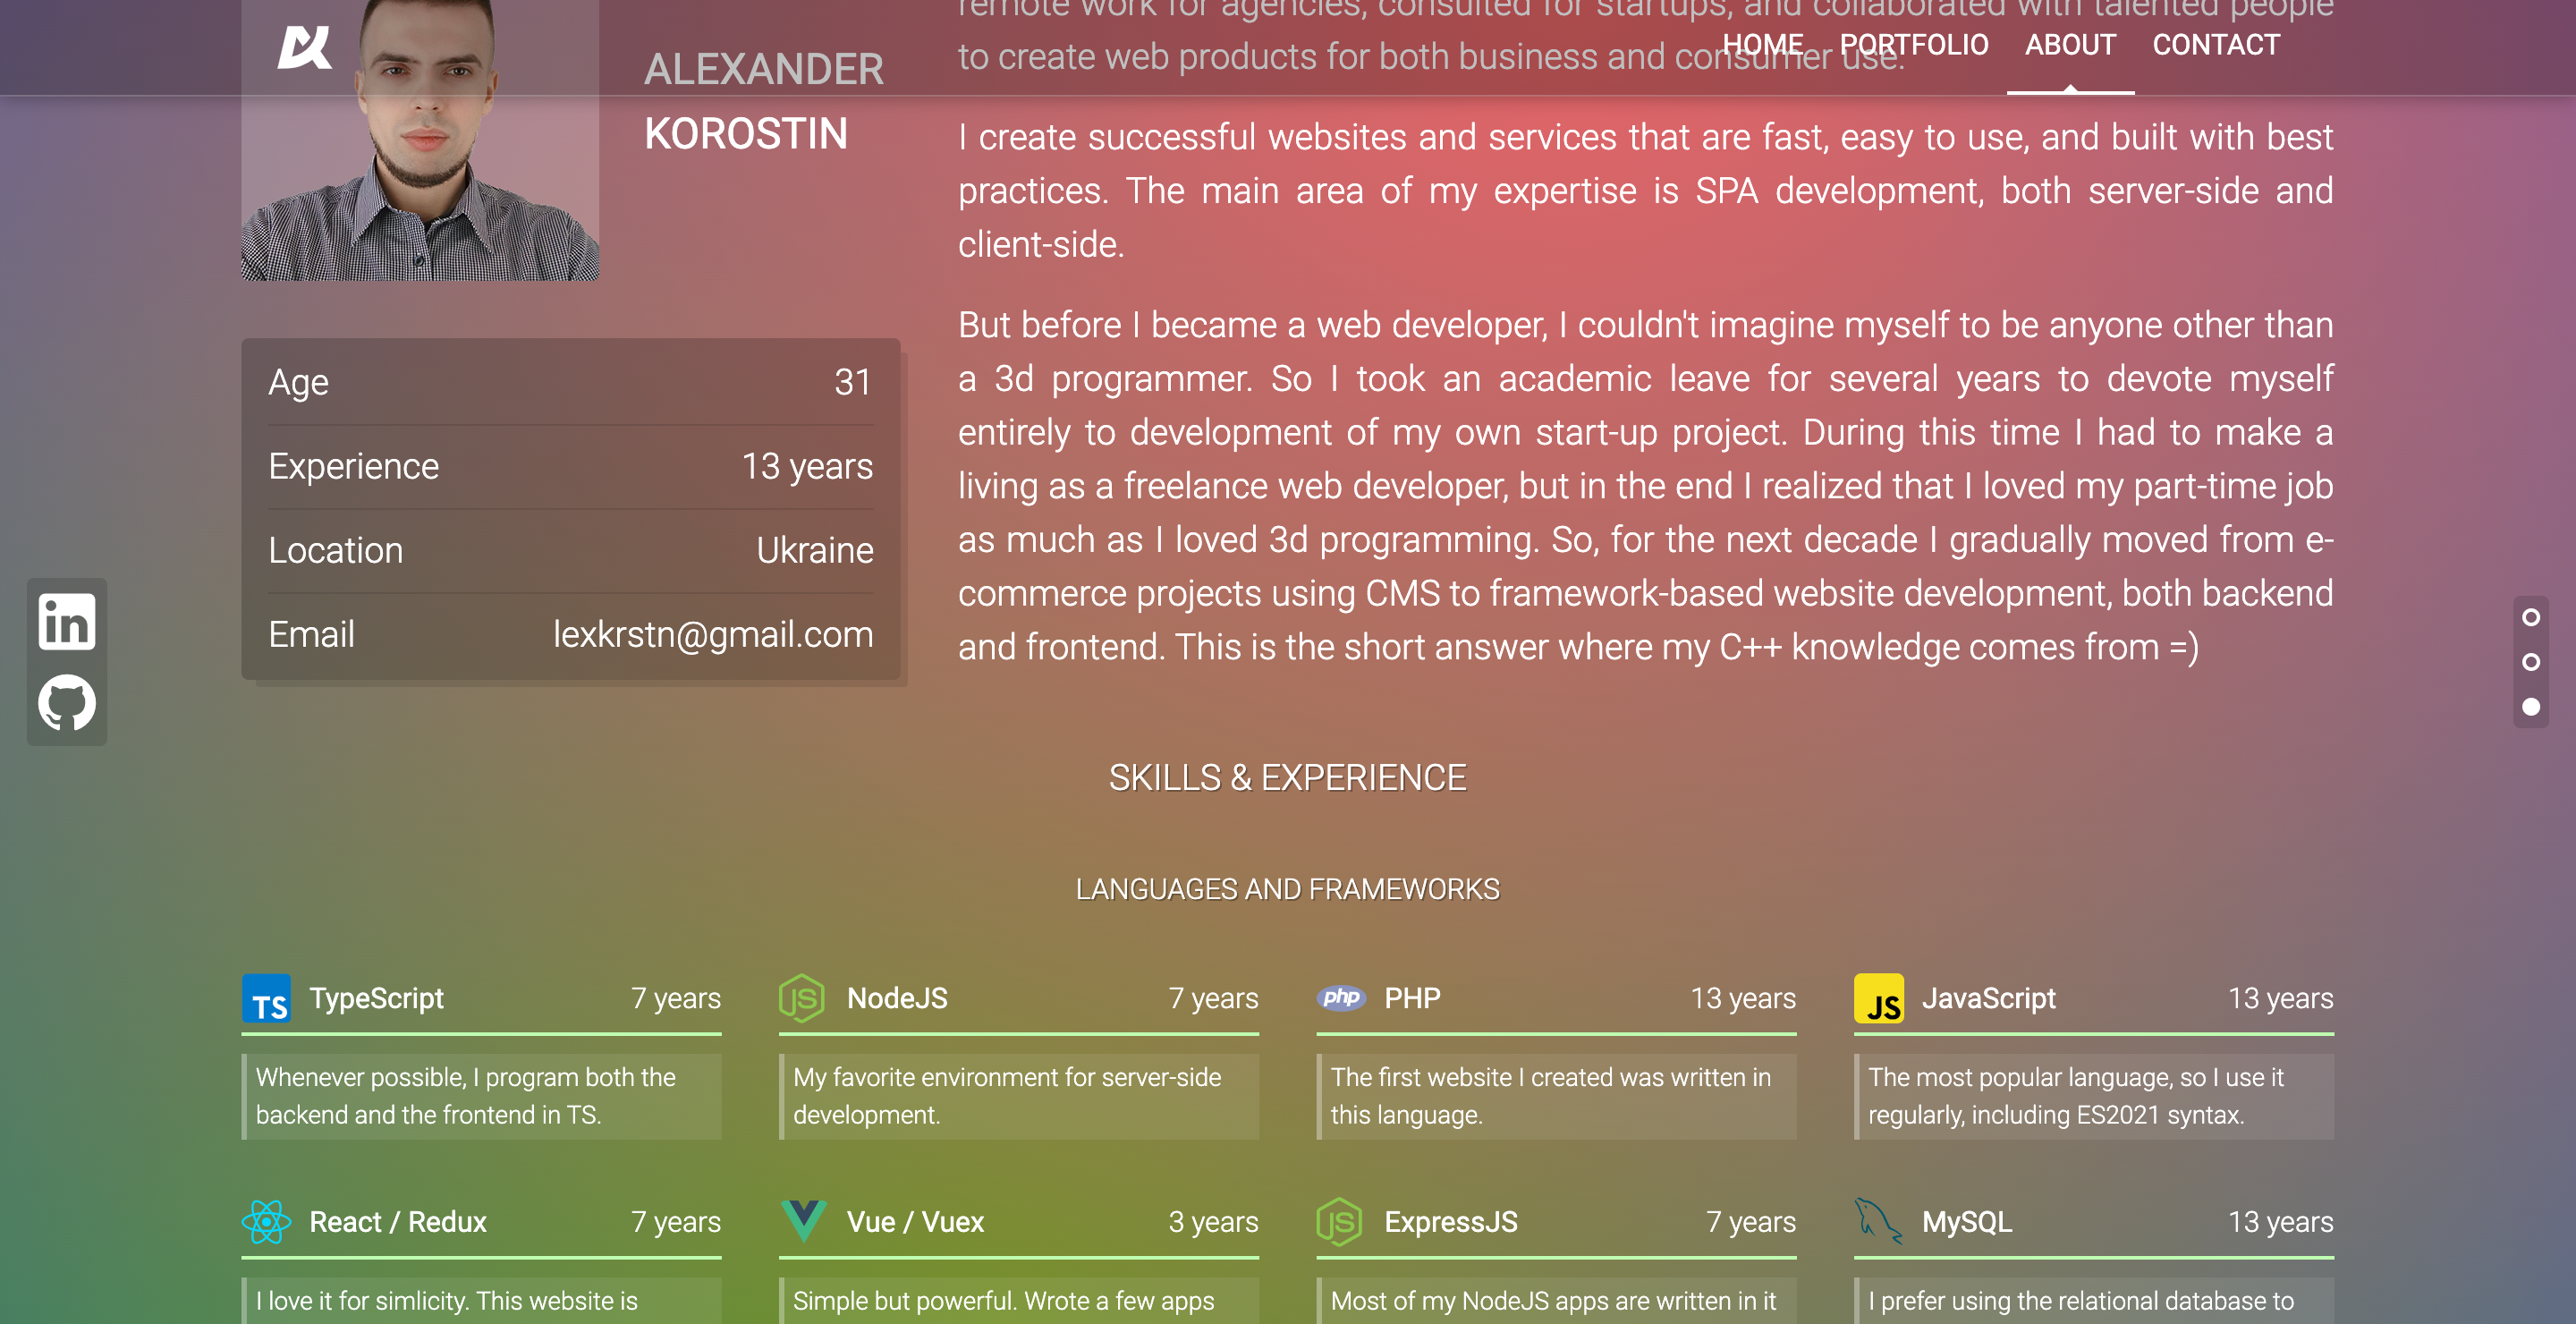 HOME PORTFOLIO ABOUT CONTACT
ALEXANDER
KOROSTIN
Age 31
Experience 13 years
Location Ukraine
Email lexkrstn@gmail.com
remote work for agencies, consulted for startups, and collaborated with talented people
to create web products for both business and consumer use.
I create successful websites and services that are fast, easy to use, and built with best
practices. The main area of my expertise is SPA development, both server-side and
client-side.
But before I became a web developer, I couldn't imagine myself to be anyone other than
a 3d programmer. So I took an academic leave for several years to devote myself
entirely to development of my own start-up project. During this time I had to make a
living as a freelance web developer, but in the end I realized that I loved my part-time job
as much as I loved 3d programming. So, for the next decade I gradually moved from e-
commerce projects using CMS to framework-based website development, both backend
and frontend. This is the short answer where my C++ knowledge comes from =)
in
SKILLS & EXPERIENCE
LANGUAGES AND FRAMEWORKS
TS TypeScript 7 years
Whenever possible, I program both the
backend and the frontend in TS.
JS NodeJS 7 years
My favorite environment for server-side
development.
php PHP 13 years
The first website I created was written in
this language.
JS JavaScript 13 years
The most popular language, so I use it
regularly, including ES2021 syntax.
React / Redux 7 years
I love it for simlicity. This website is
Vue / Vuex 3 years
Simple but powerful. Wrote a few apps
JS ExpressJS 7 years
Most of my NodeJS apps are written in it
MySQL 13 years
I prefer using the relational database to